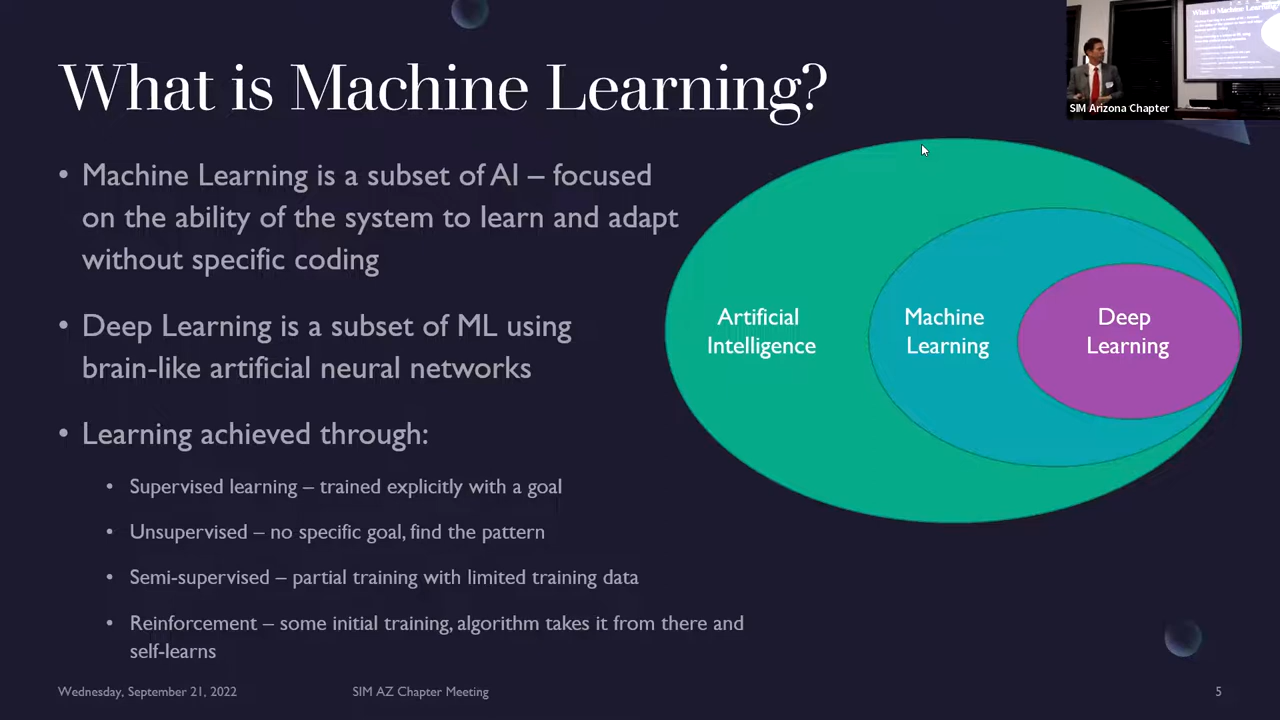 What is Machine Learning?
SIM Arizona Chapter
• Machine Learning is a subset of AI – focused
on the ability of the system to learn and adapt
without specific coding
• Deep Learning is a subset of ML using
brain-like artificial neural networks
• Learning achieved through:
• Supervised learning – trained explicitly with a goal
• Unsupervised – no specific goal, find the pattern
• Semi-supervised – partial training with limited training data
• Reinforcement – some initial training, algorithm takes it from there and
self-learns
Artificial
Intelligence
Machine
Learning
Deep
Learning
Wednesday, September 21, 2022
SIM AZ Chapter Meeting
5
What is Machine Learning